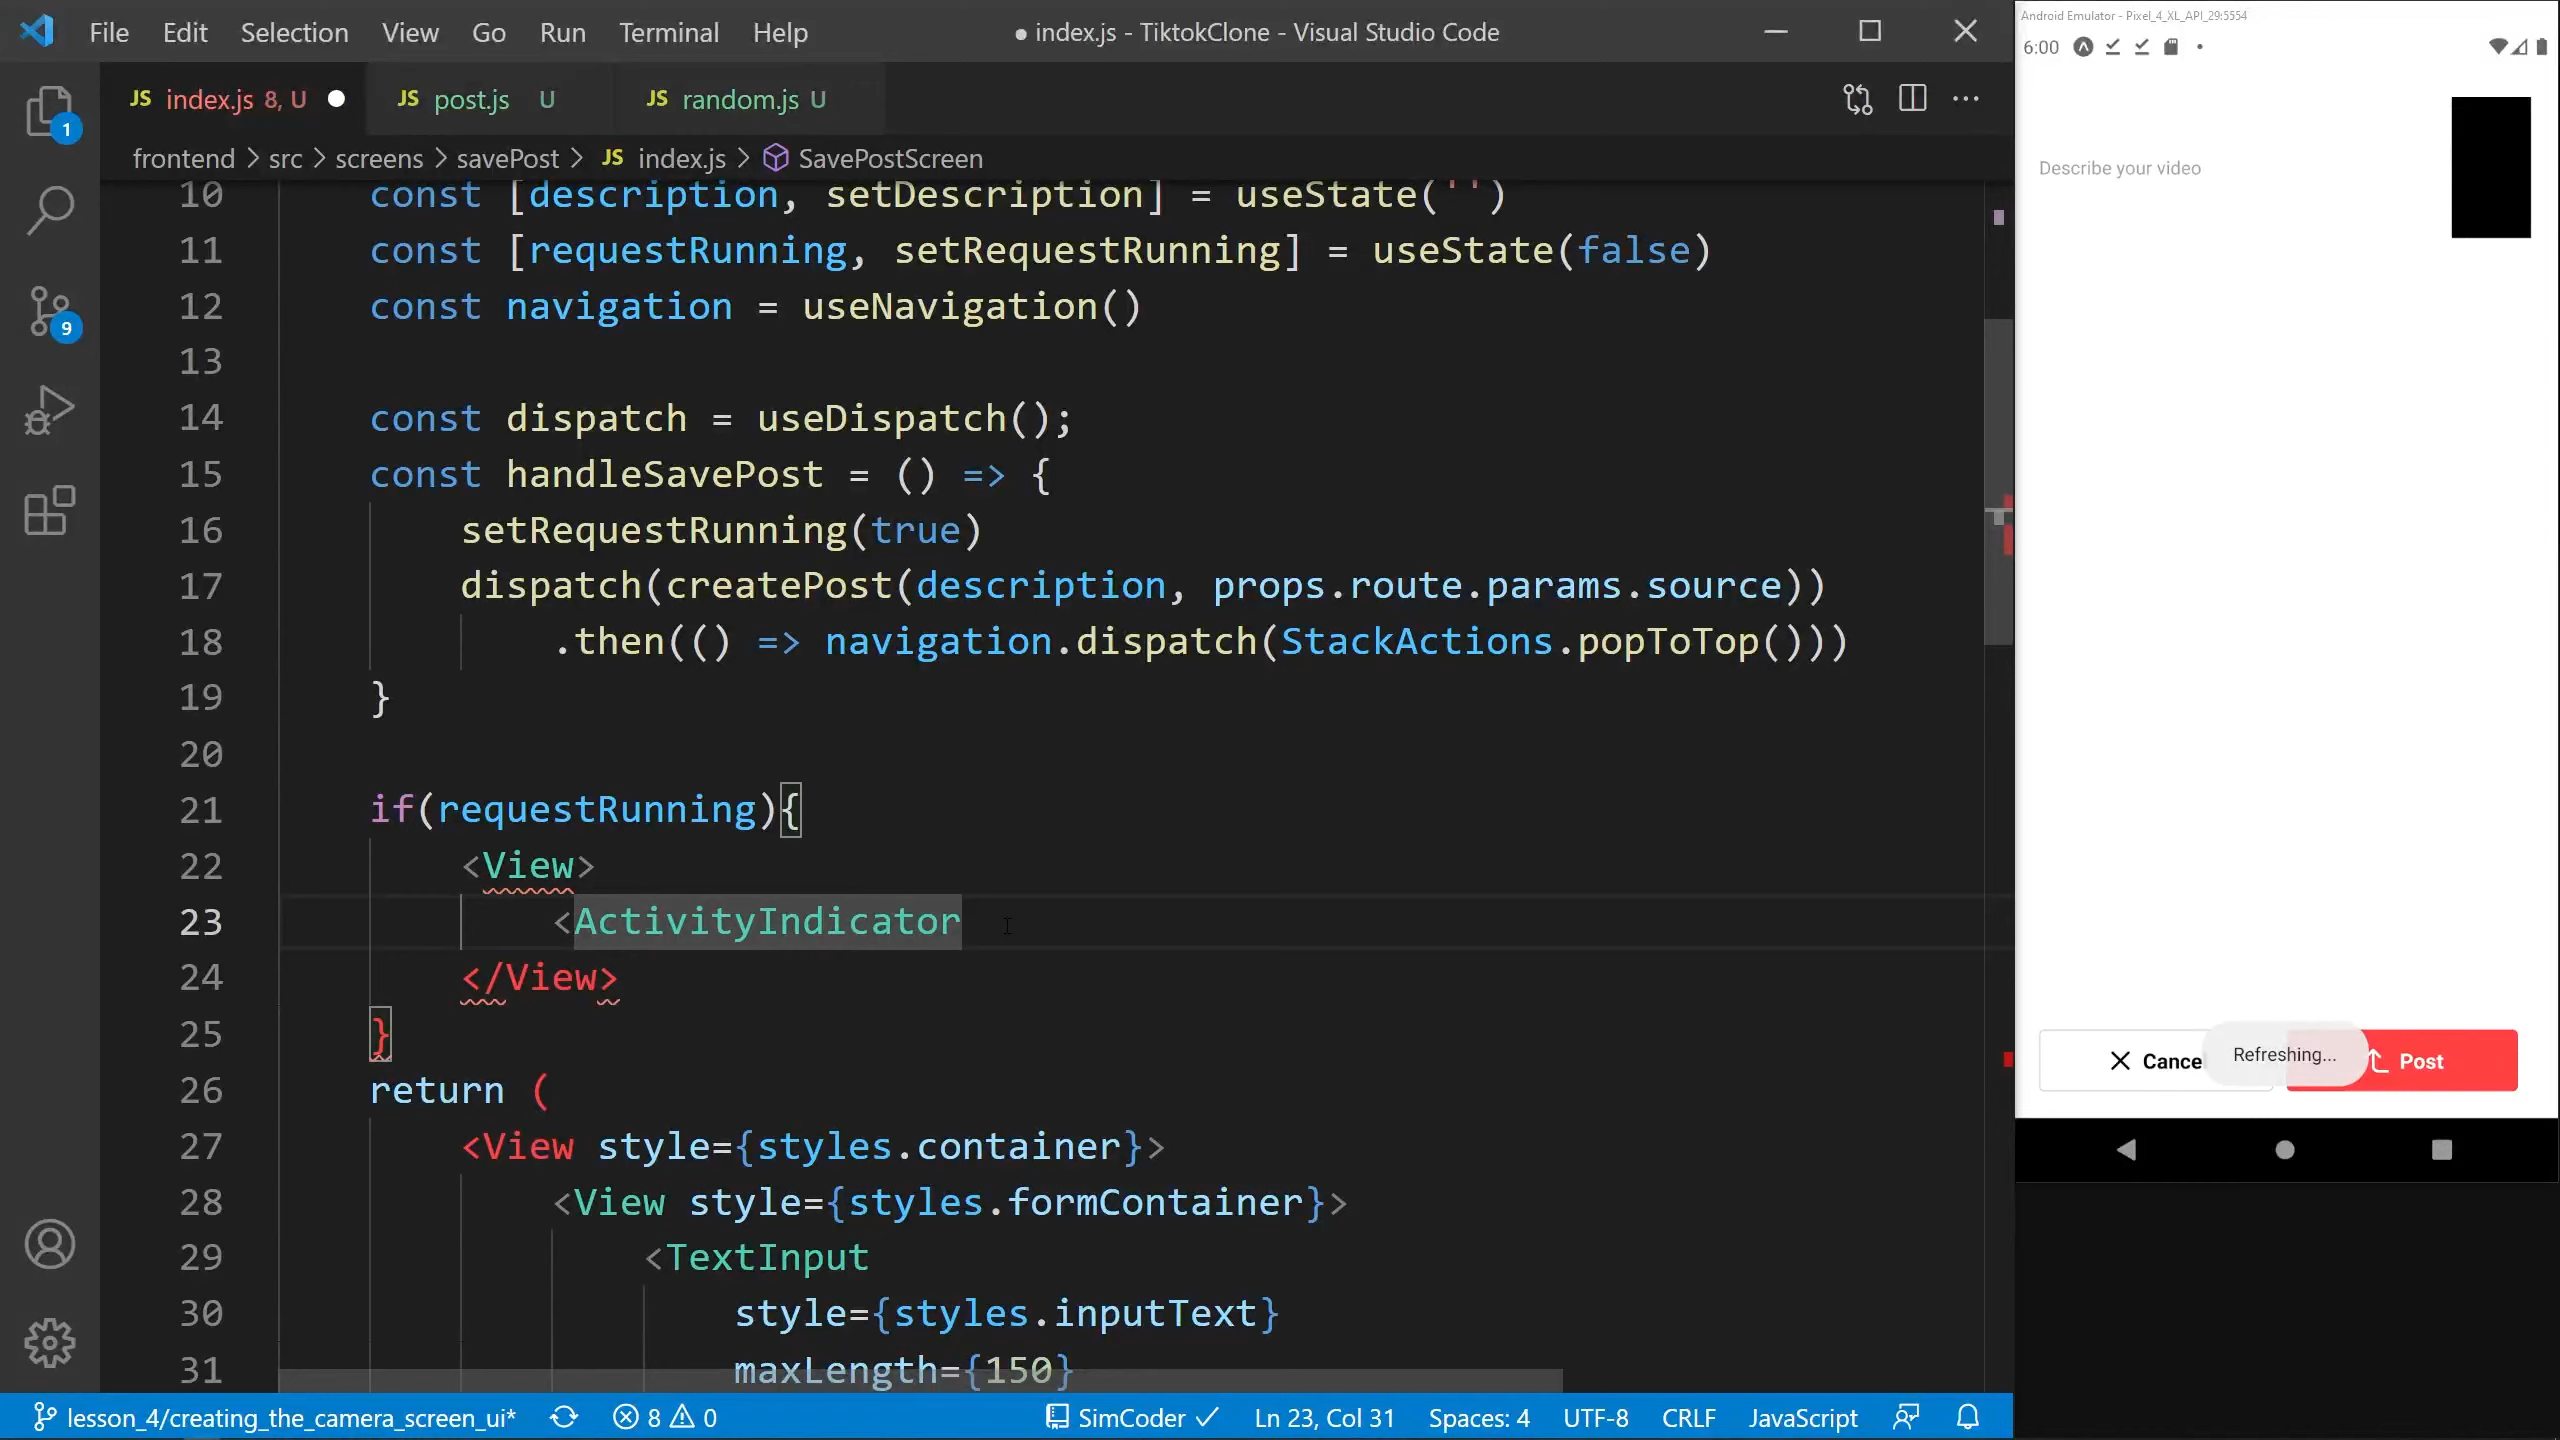 File Edit Selection View Go Run Terminal Help
● index.js - TiktokClone - Visual Studio Code
JS index.js 8, U ● JS post.js U JS random.js U
frontend > src > screens > savePost > JS index.js > SavePostScreen
10 const [description, setDescription] = useState('')
11 const [requestRunning, setRequestRunning] = useState(false)
12 const navigation = useNavigation()
13
14 const dispatch = useDispatch();
15 const handleSavePost = () => {
16 setRequestRunning(true)
17 dispatch(createPost(description, props.route.params.source))
18 .then(() => navigation.dispatch(StackActions.popToTop()))
19 }
20
21 if(requestRunning){
22 <View>
23 <ActivityIndicator
24 </View>
25 }
26 return (
27 <View style={styles.container}>
28 <View style={styles.formContainer}>
29 <TextInput
30 style={styles.inputText}
31 maxLength={150}
1
9
lesson_4/creating_the_camera_screen_ui* 8 0 SimCoder Ln 23, Col 31 Spaces: 4 UTF-8 CRLF JavaScript
Android Emulator - Pixel_4_XL_API_29:5554
6:00
Describe your video
Cance Refreshing... Post